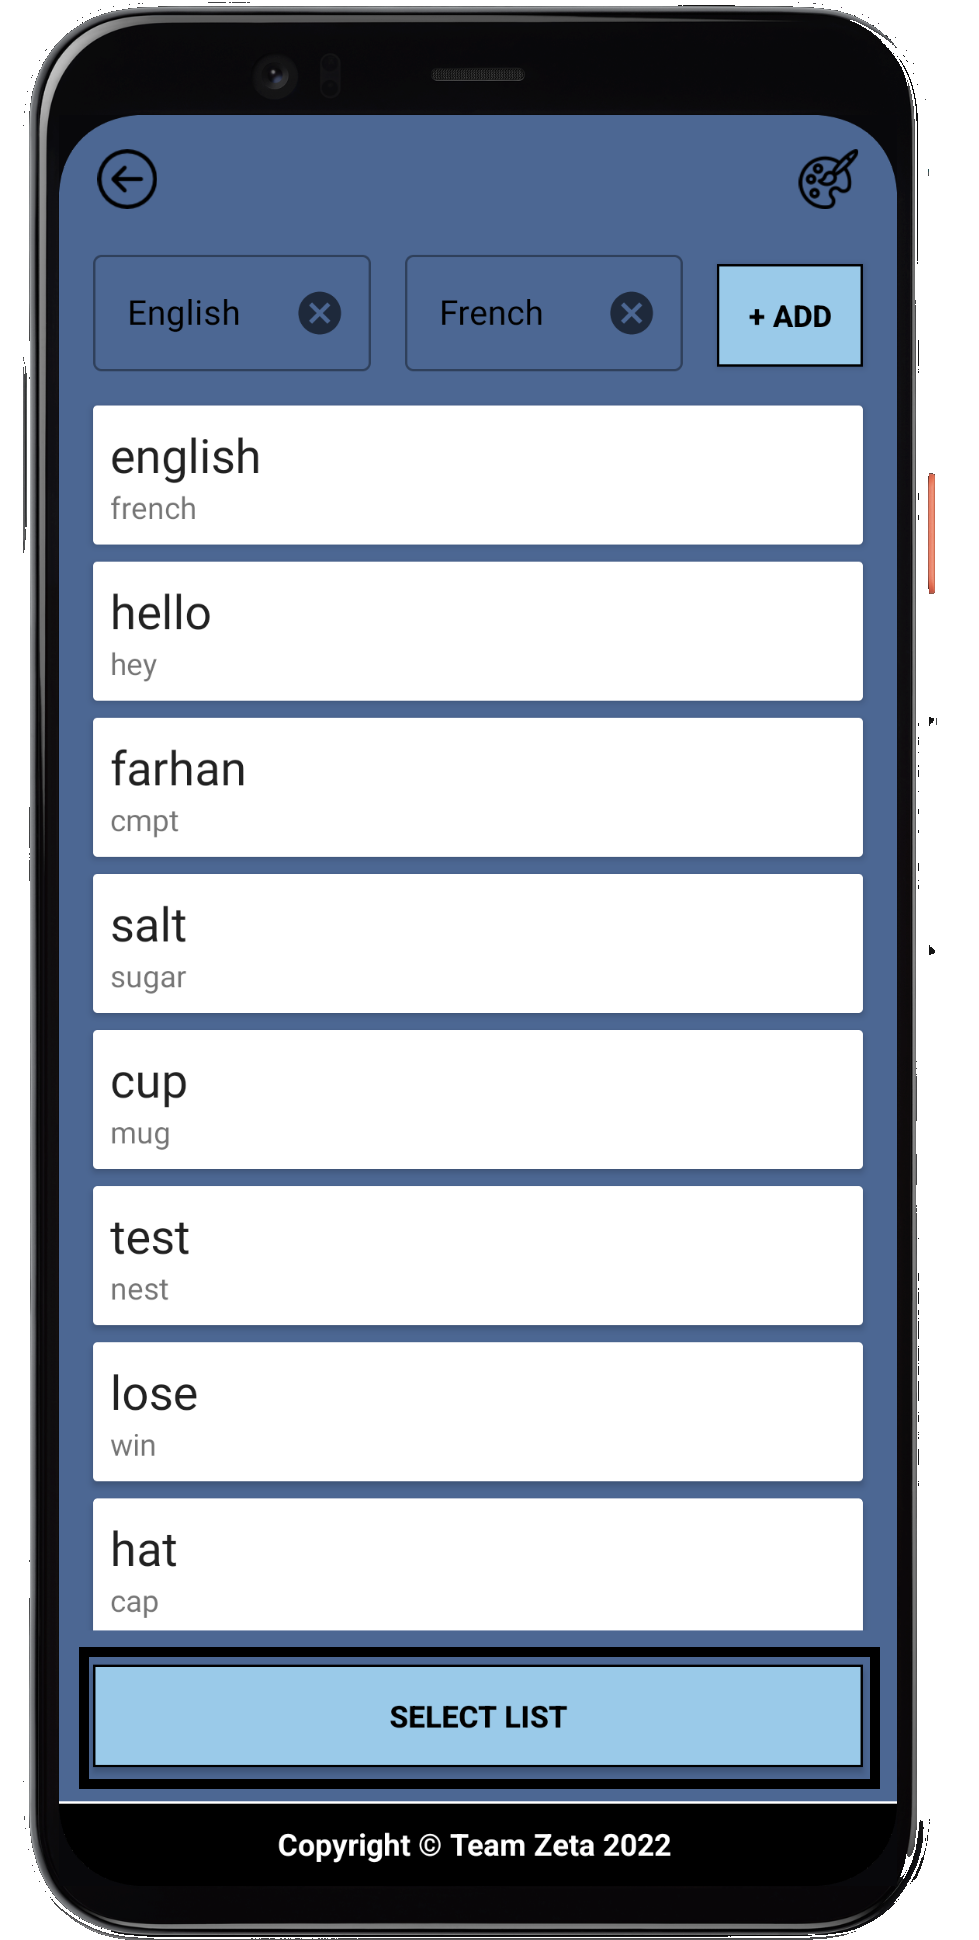 English
French
+ ADD
english
french
hello
hey
farhan
cmpt
salt
sugar
cup
mug
test
nest
lose
win
hat
cap
SELECT LIST
Copyright © Team Zeta 2022